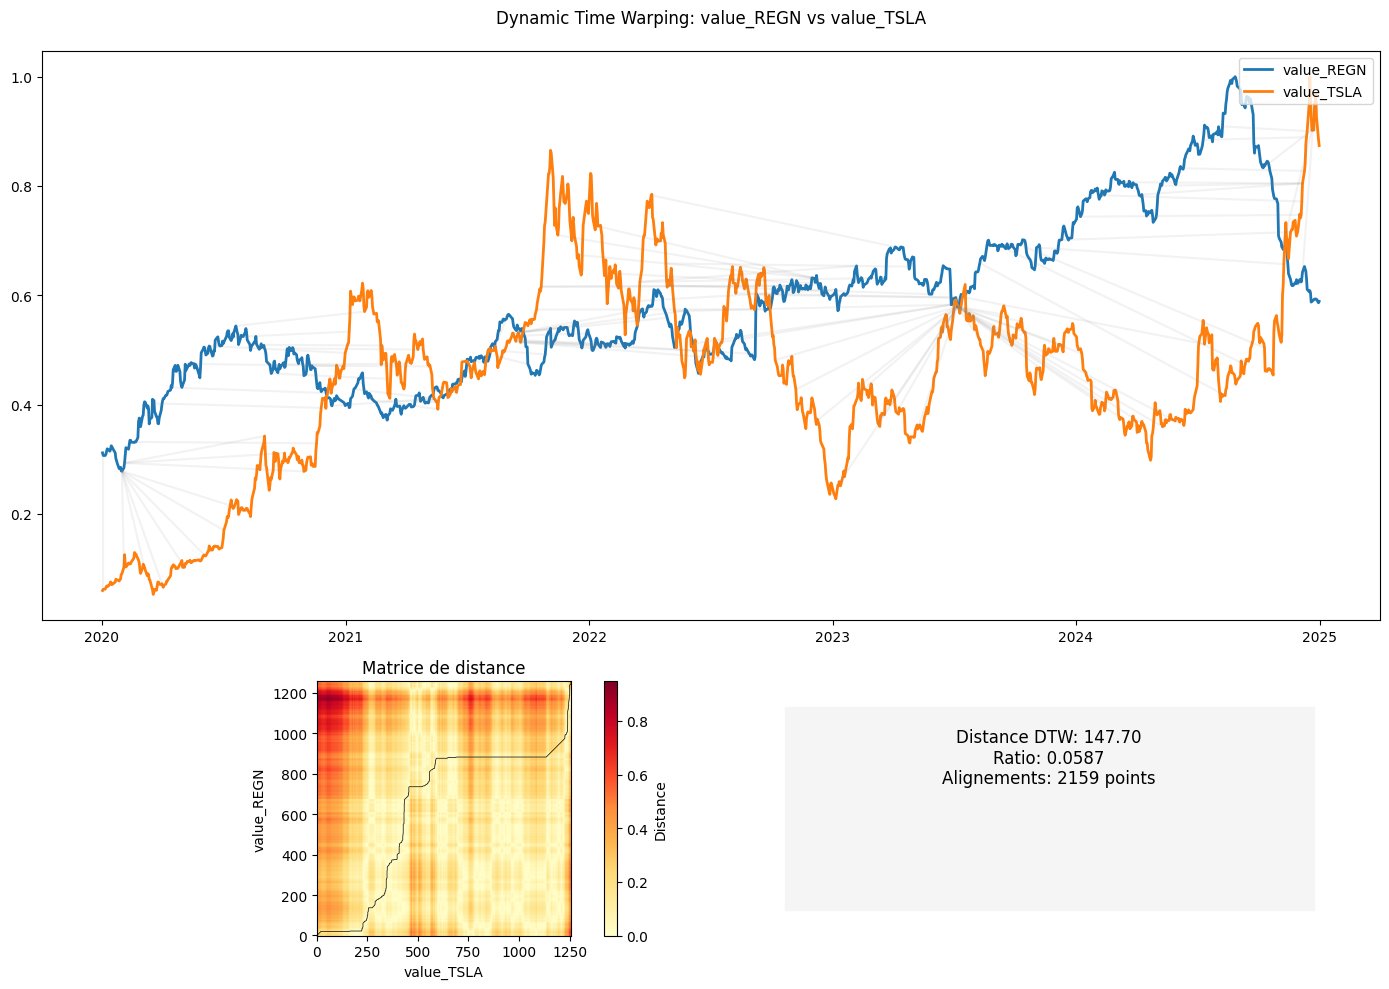 Dynamic Time Warping: value_REGN vs value_TSLA
value_REGN
value_TSLA
1.0
0.8
0.6
0.4
0.2
2020 2021 2022 2023 2024 2025
Matrice de distance
value_REGN
1200
1000
800
600
400
200
0
0 250 500 750 1000 1250
value_TSLA
0.8
0.6
0.4
0.2
0.0
Distance
Distance DTW: 147.70
Ratio: 0.0587
Alignements: 2159 points